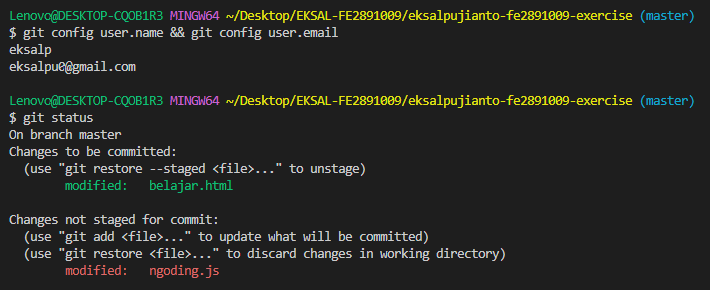 Lenovo@DESKTOP-CQOB1R3 MINGW64 ~/Desktop/EKSAL-FE2891009/eksalpujianto-fe2891009-exercise (master)
$ git config user.name && git config user.email
eksalp
eksalpu0@gmail.com
Lenovo@DESKTOP-CQOB1R3 MINGW64 ~/Desktop/EKSAL-FE2891009/eksalpujianto-fe2891009-exercise (master)
$ git status
On branch master
Changes to be committed:
  (use "git restore --staged <file>..." to unstage)
        modified:   belajar.html
Changes not staged for commit:
  (use "git add <file>..." to update what will be committed)
  (use "git restore <file>..." to discard changes in working directory)
        modified:   ngoding.js